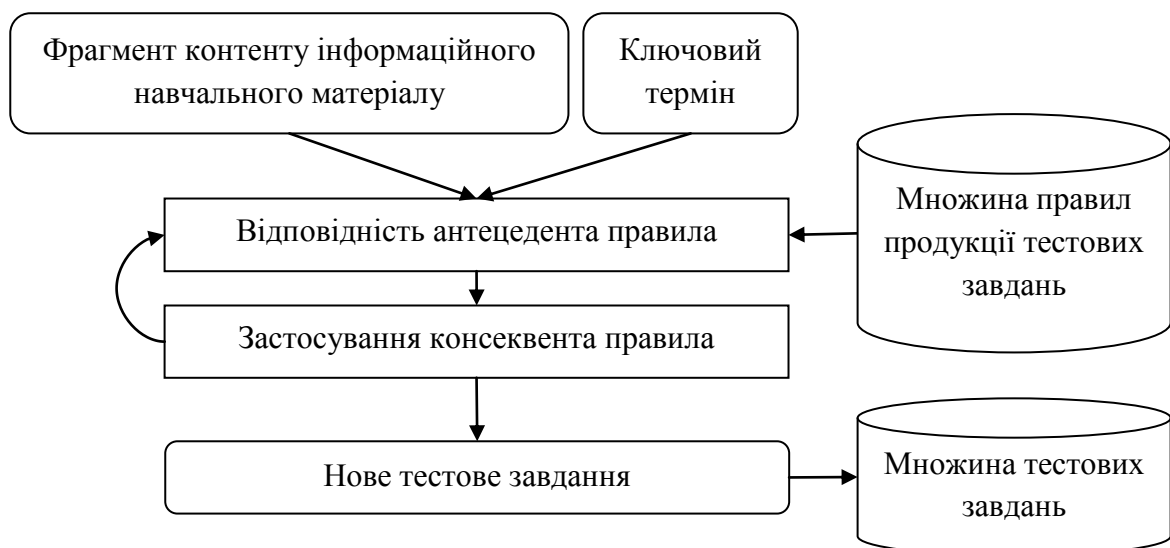 Фрагмент контенту інформаційного
навчального матеріалу
Ключовий
термін
Відповідність антецедента правила
Множина правил
продукції тестових
завдань
Застосування консеквента правила
Нове тестове завдання
Множина тестових
завдань